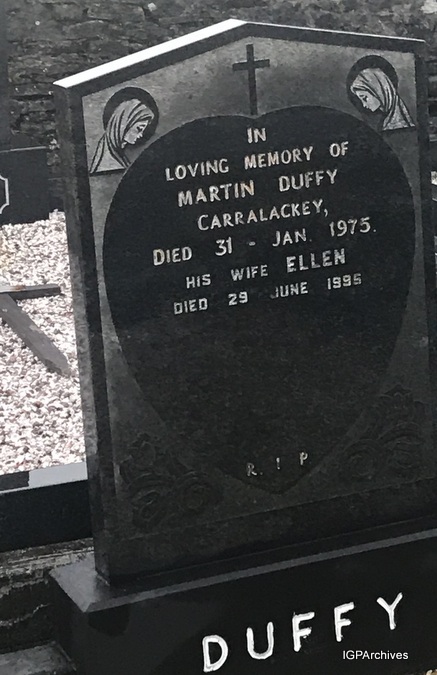 IN
LOVING MEMORY OF
MARTIN DUFFY
CARRALACKEY,
DIED 31 - JAN. 1975.
HIS WIFE ELLEN
DIED 29 JUNE 1995
R. I P
DUFFY
IGPArchives